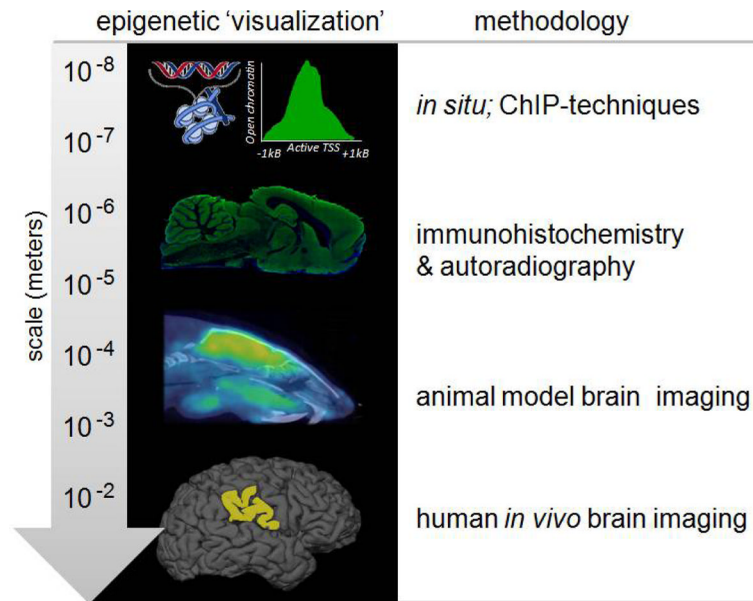 epigenetic 'visualization' methodology
10⁻⁸
Open chromatin
-1kB Active TSS +1kB
in situ; ChIP-techniques
10⁻⁷
10⁻⁶
immunohistochemistry
& autoradiography
10⁻⁵
scale (meters)
10⁻⁴
animal model brain imaging
10⁻³
10⁻²
human in vivo brain imaging